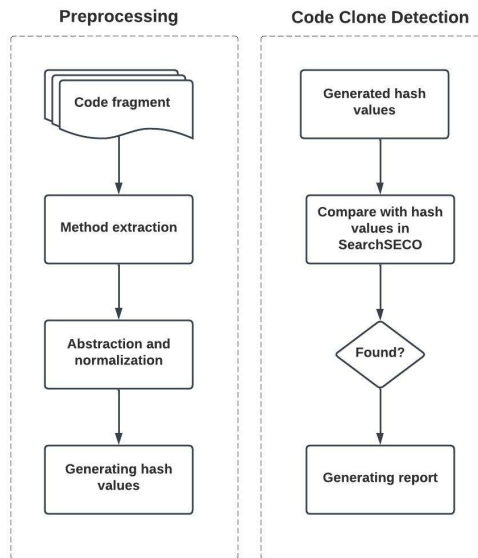 Preprocessing
Code fragment
Method extraction
Abstraction and
normalization
Generating hash
values
Code Clone Detection
Generated hash
values
Compare with hash
values in
SearchSECO
Found?
Generating report